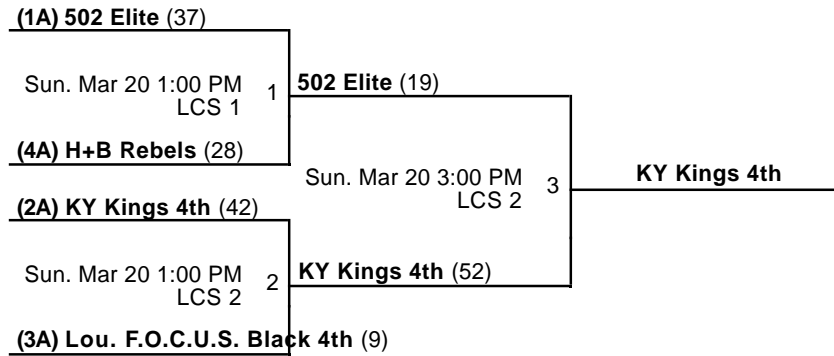 (1A) 502 Elite (37)
Sun. Mar 20 1:00 PM 1
LCS 1
502 Elite (19)
(4A) H+B Rebels (28)
Sun. Mar 20 3:00 PM 3
LCS 2
KY Kings 4th
(2A) KY Kings 4th (42)
Sun. Mar 20 1:00 PM 2
LCS 2
KY Kings 4th (52)
(3A) Lou. F.O.C.U.S. Black 4th (9)